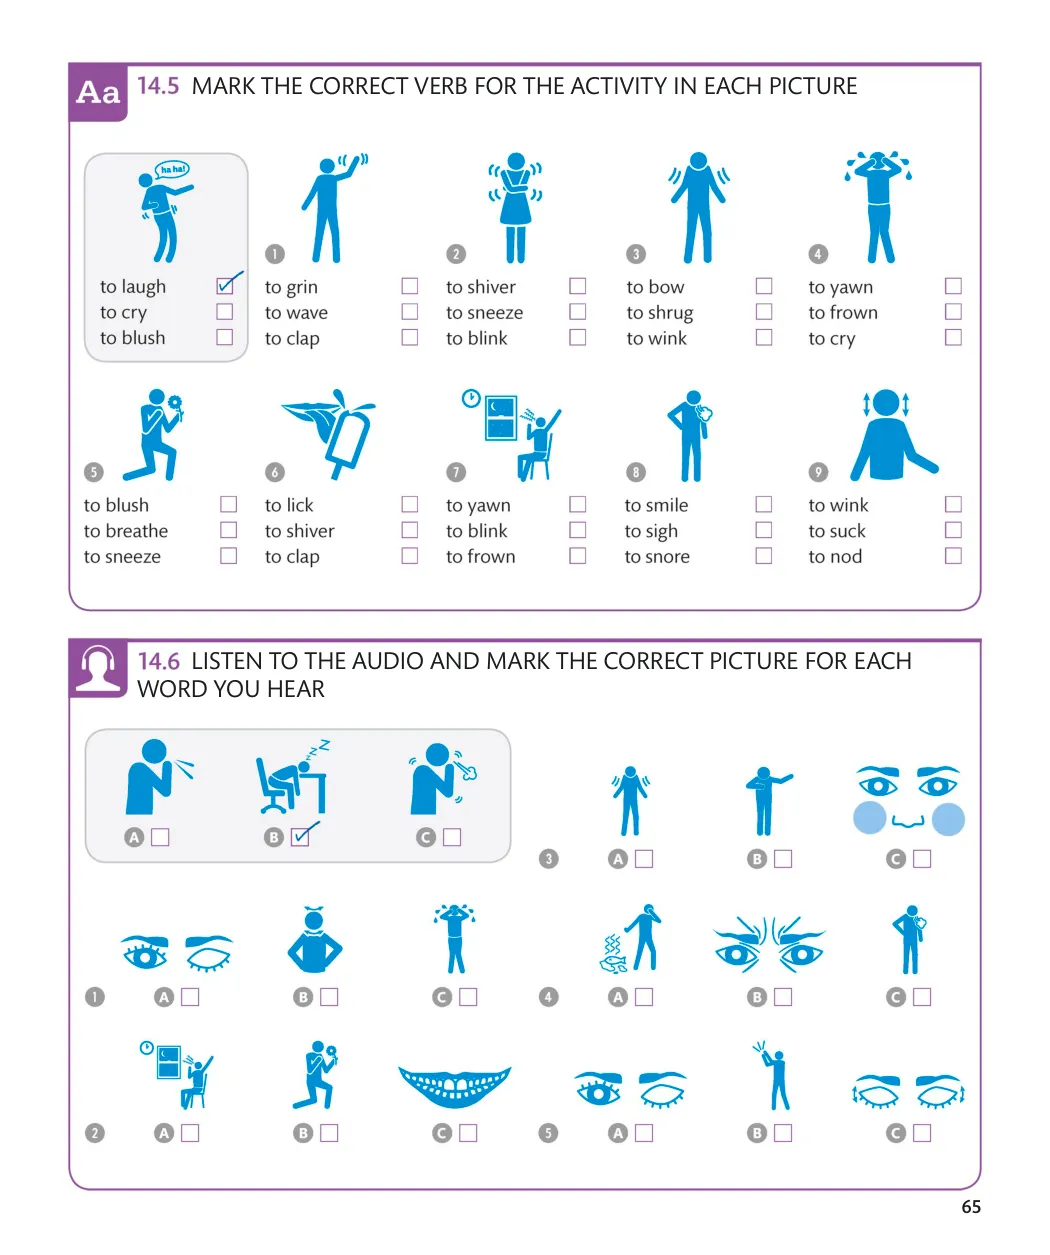 Aa 14.5 MARK THE CORRECT VERB FOR THE ACTIVITY IN EACH PICTURE
ha ha!
to laugh
to cry
to blush
1
to grin
to wave
to clap
2
to shiver
to sneeze
to blink
3
to bow
to shrug
to wink
4
to yawn
to frown
to cry
5
to blush
to breathe
to sneeze
6
to lick
to shiver
to clap
7
to yawn
to blink
to frown
8
to smile
to sigh
to snore
9
to wink
to suck
to nod
14.6 LISTEN TO THE AUDIO AND MARK THE CORRECT PICTURE FOR EACH
WORD YOU HEAR
z z Z
A B C
1 A B C
2 A B C
3 A B C
4 A B C
5 A B C
65